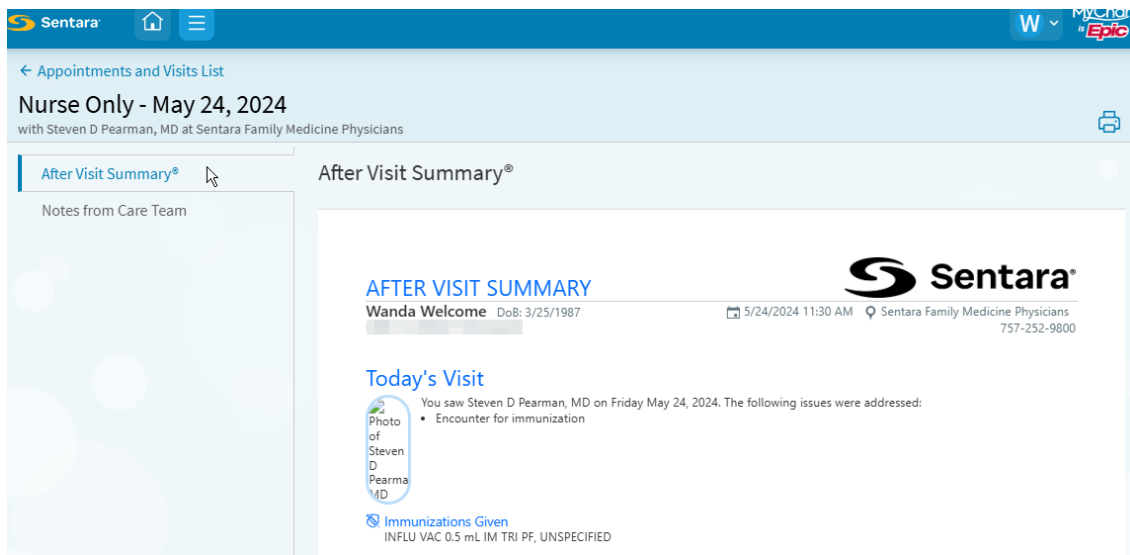 Sentara
W
MyChart
is Epic
← Appointments and Visits List
Nurse Only - May 24, 2024
with Steven D Pearman, MD at Sentara Family Medicine Physicians
After Visit Summary®
Notes from Care Team
After Visit Summary®
Sentara®
AFTER VISIT SUMMARY
Wanda Welcome DoB: 3/25/1987
5/24/2024 11:30 AM Sentara Family Medicine Physicians
757-252-9800
Today's Visit
Photo
of
Steven
D
Pearma
MD
You saw Steven D Pearman, MD on Friday May 24, 2024. The following issues were addressed:
• Encounter for immunization
Immunizations Given
INFLU VAC 0.5 mL IM TRI PF, UNSPECIFIED